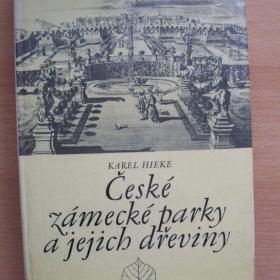 KAREL HIEKE
České
zámecké parky
a jejich dřeviny